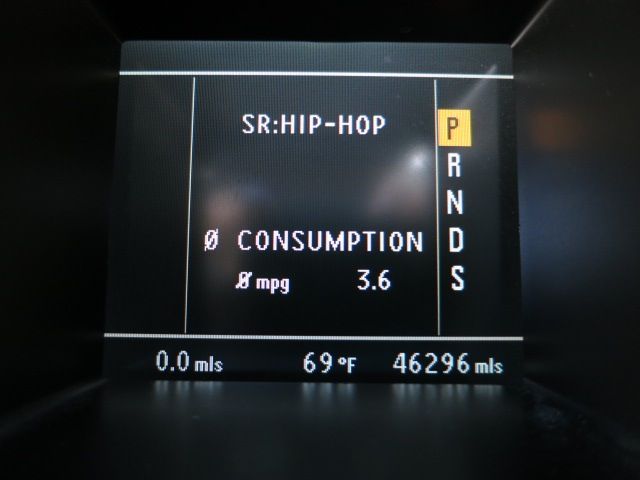 SR:HIP-HOP
P
R
N
Ø CONSUMPTION
D
Ø mpg 3.6
S
0.0 mls 69 °F 46296 mls